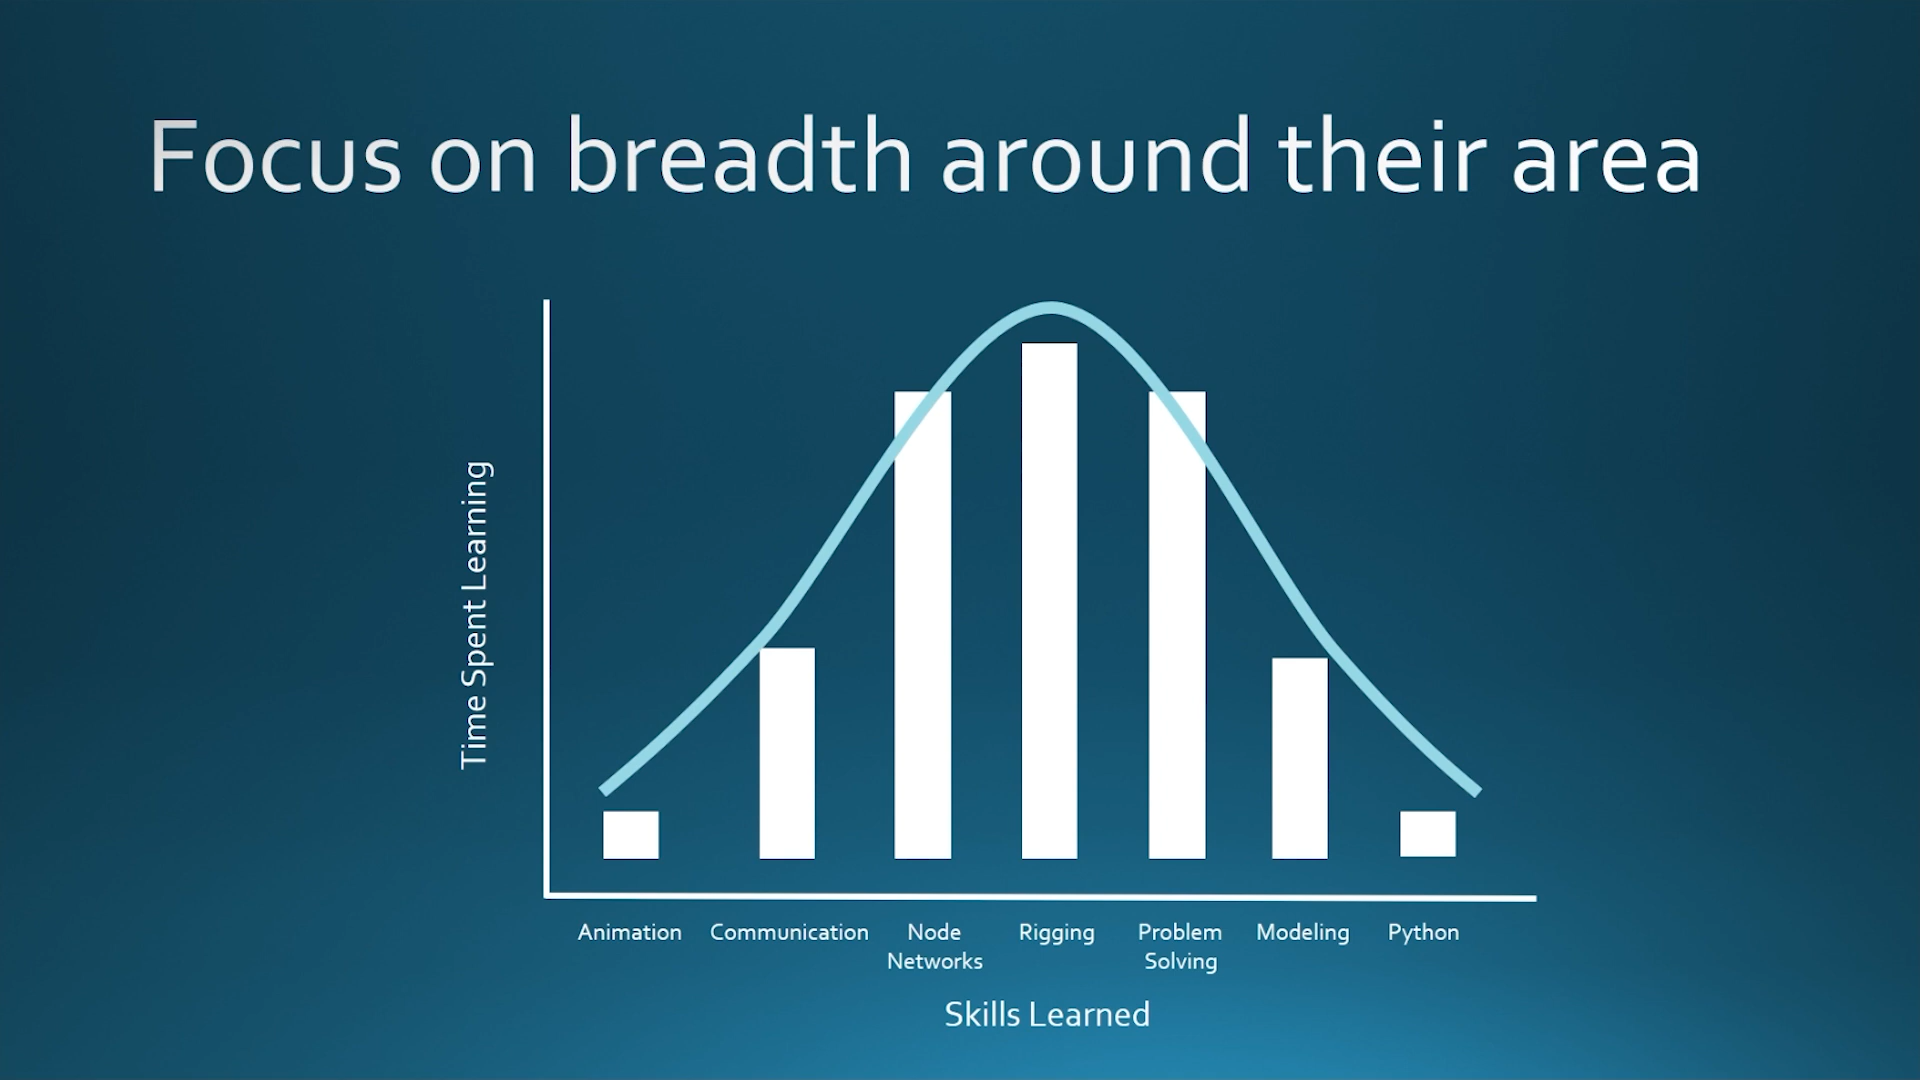 Focus on breadth around their area
Time Spent Learning
Animation
Communication
Node
Networks
Rigging
Problem
Solving
Modeling
Python
Skills Learned